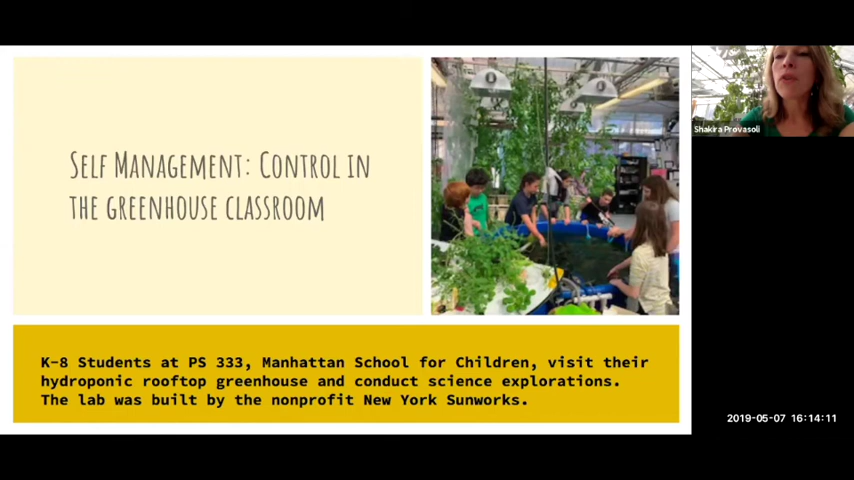 Self Management: Control in
the greenhouse classroom
Shakira Provasoli
K-8 Students at PS 333, Manhattan School for Children, visit their
hydroponic rooftop greenhouse and conduct science explorations.
The lab was built by the nonprofit New York Sunworks.
2019-05-07 16:14:11